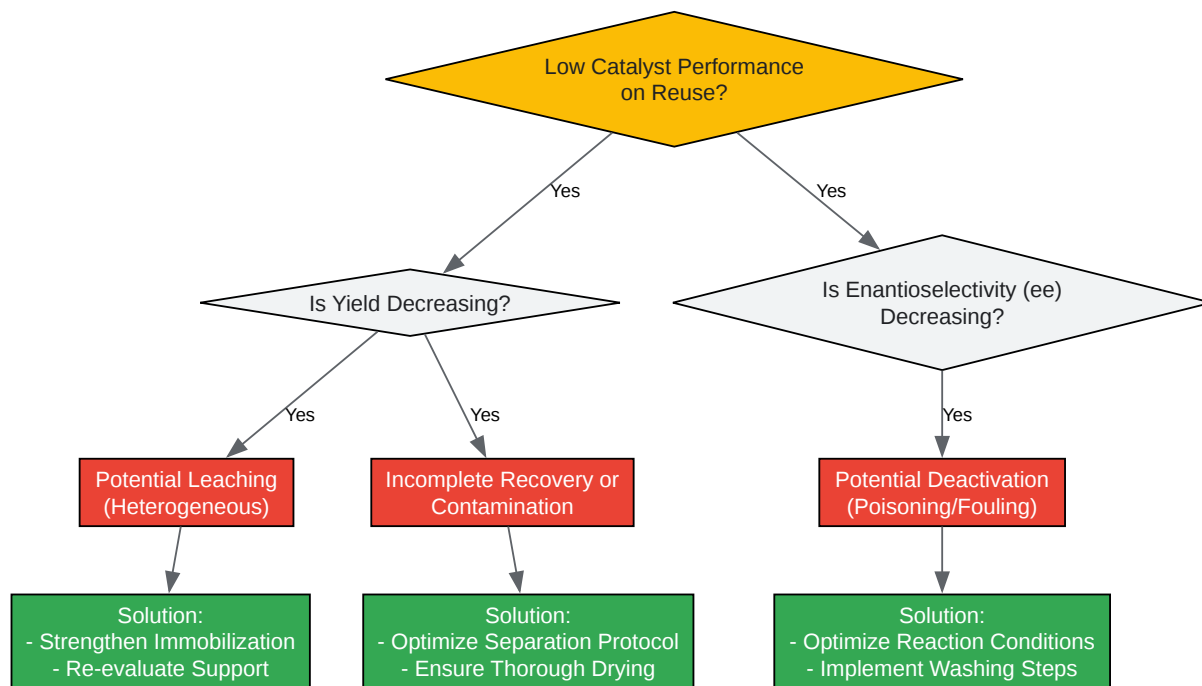 Low Catalyst Performance
on Reuse?
Yes
Yes
Is Yield Decreasing?
Is Enantioselectivity (ee)
Decreasing?
Yes
Yes
Yes
Potential Leaching
(Heterogeneous)
Incomplete Recovery or
Contamination
Potential Deactivation
(Poisoning/Fouling)
Solution:
- Strengthen Immobilization
- Re-evaluate Support
Solution:
- Optimize Separation Protocol
- Ensure Thorough Drying
Solution:
- Optimize Reaction Conditions
- Implement Washing Steps